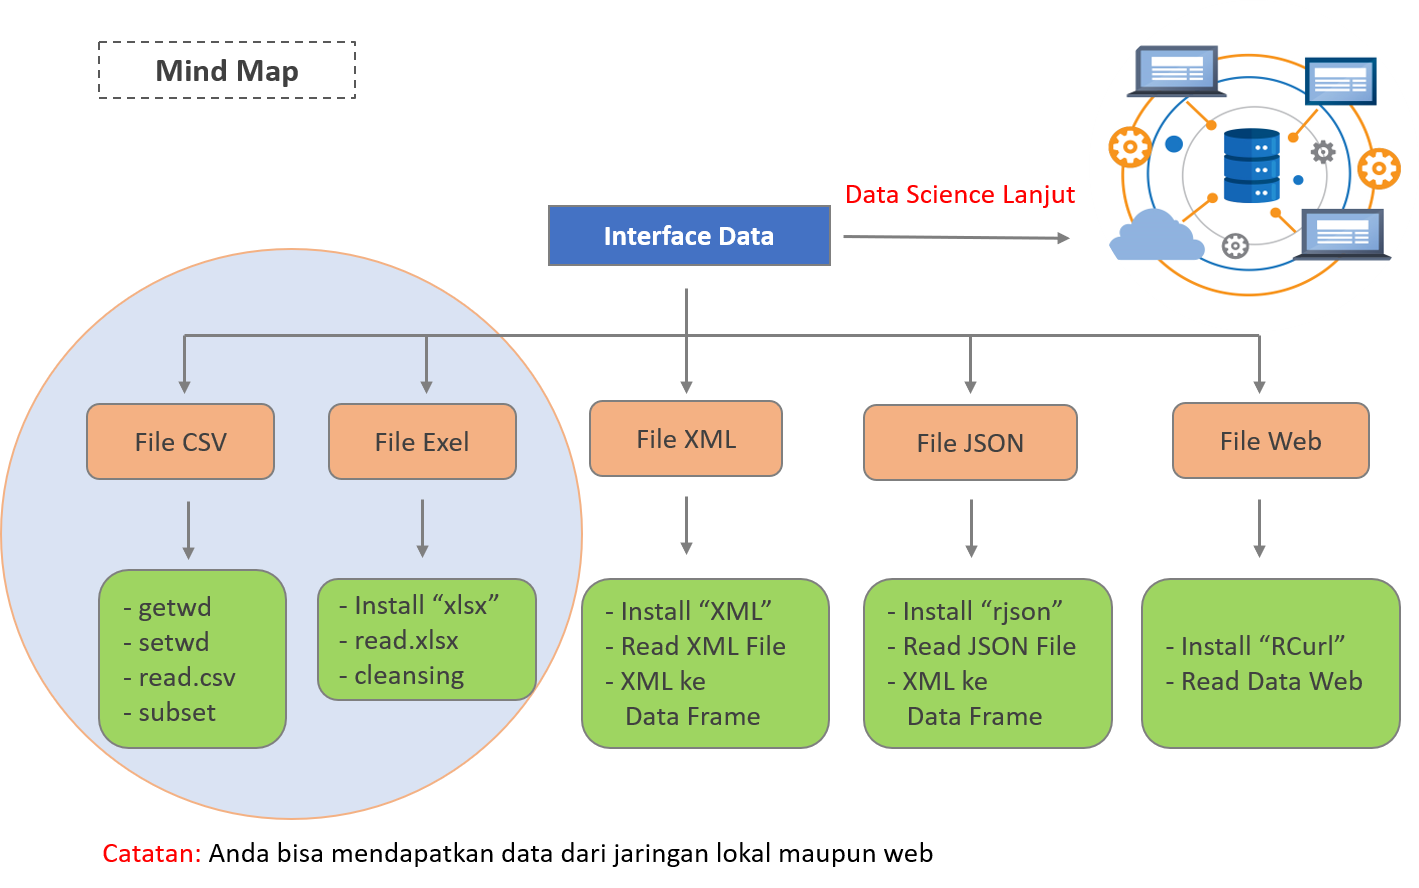 Mind Map
Data Science Lanjut
Interface Data
File CSV
File Exel
File XML
File JSON
File Web
- getwd
- setwd
- read.csv
- subset
- Install “xlsx”
- read.xlsx
- cleansing
- Install “XML”
- Read XML File
- XML ke
Data Frame
- Install “rjson”
- Read JSON File
- XML ke
Data Frame
- Install “RCurl”
- Read Data Web
Catatan: Anda bisa mendapatkan data dari jaringan lokal maupun web